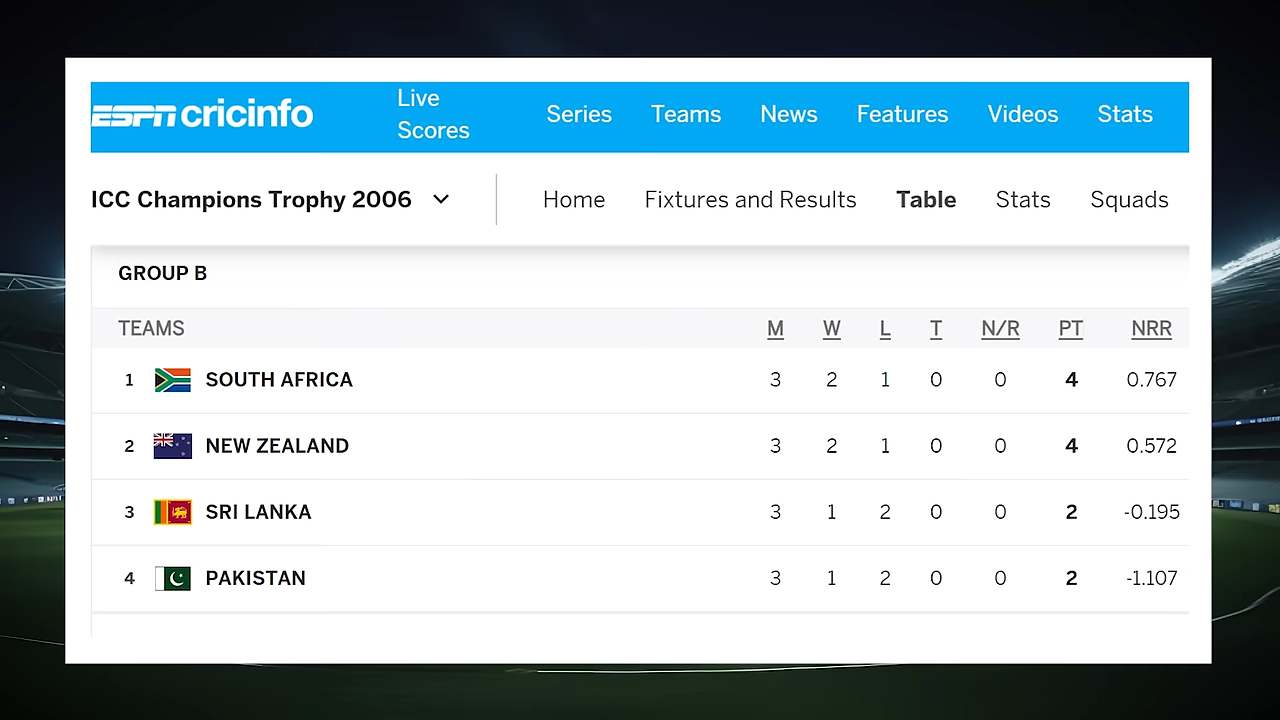 ESPN cricinfo Live Scores Series Teams News Features Videos Stats
ICC Champions Trophy 2006 Home Fixtures and Results Table Stats Squads
GROUP B
TEAMS M W L T N/R PT NRR
1 SOUTH AFRICA 3 2 1 0 0 4 0.767
2 NEW ZEALAND 3 2 1 0 0 4 0.572
3 SRI LANKA 3 1 2 0 0 2 -0.195
4 PAKISTAN 3 1 2 0 0 2 -1.107